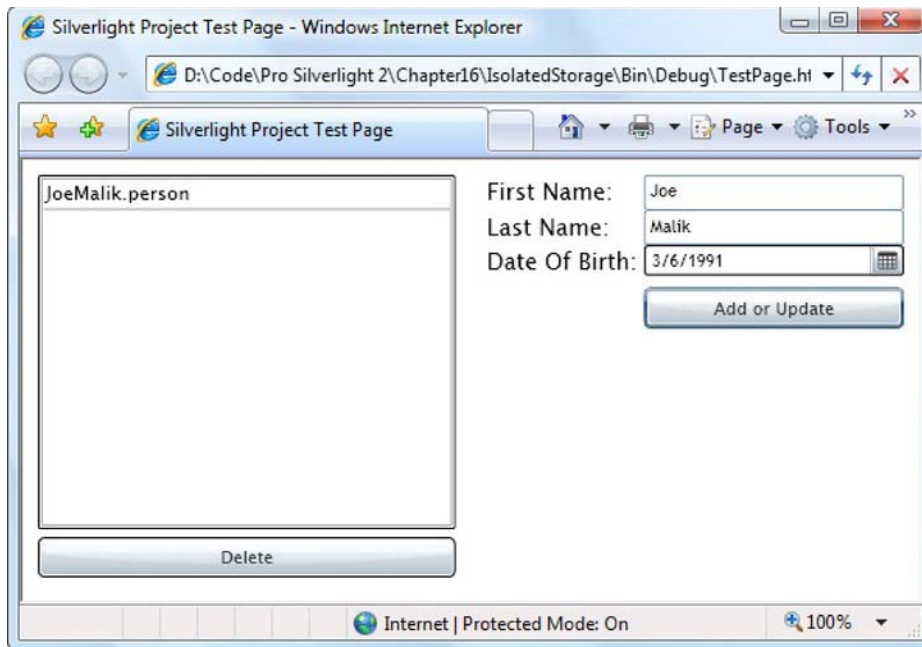 Silverlight Project Test Page - Windows Internet Explorer
D:\Code\Pro Silverlight 2\Chapter16\IsolatedStorage\Bin\Debug\TestPage.ht
Silverlight Project Test Page
Page
Tools
JoeMalik.person
First Name: Joe
Last Name: Malik
Date Of Birth: 3/6/1991
Add or Update
Delete
Internet | Protected Mode: On
100%